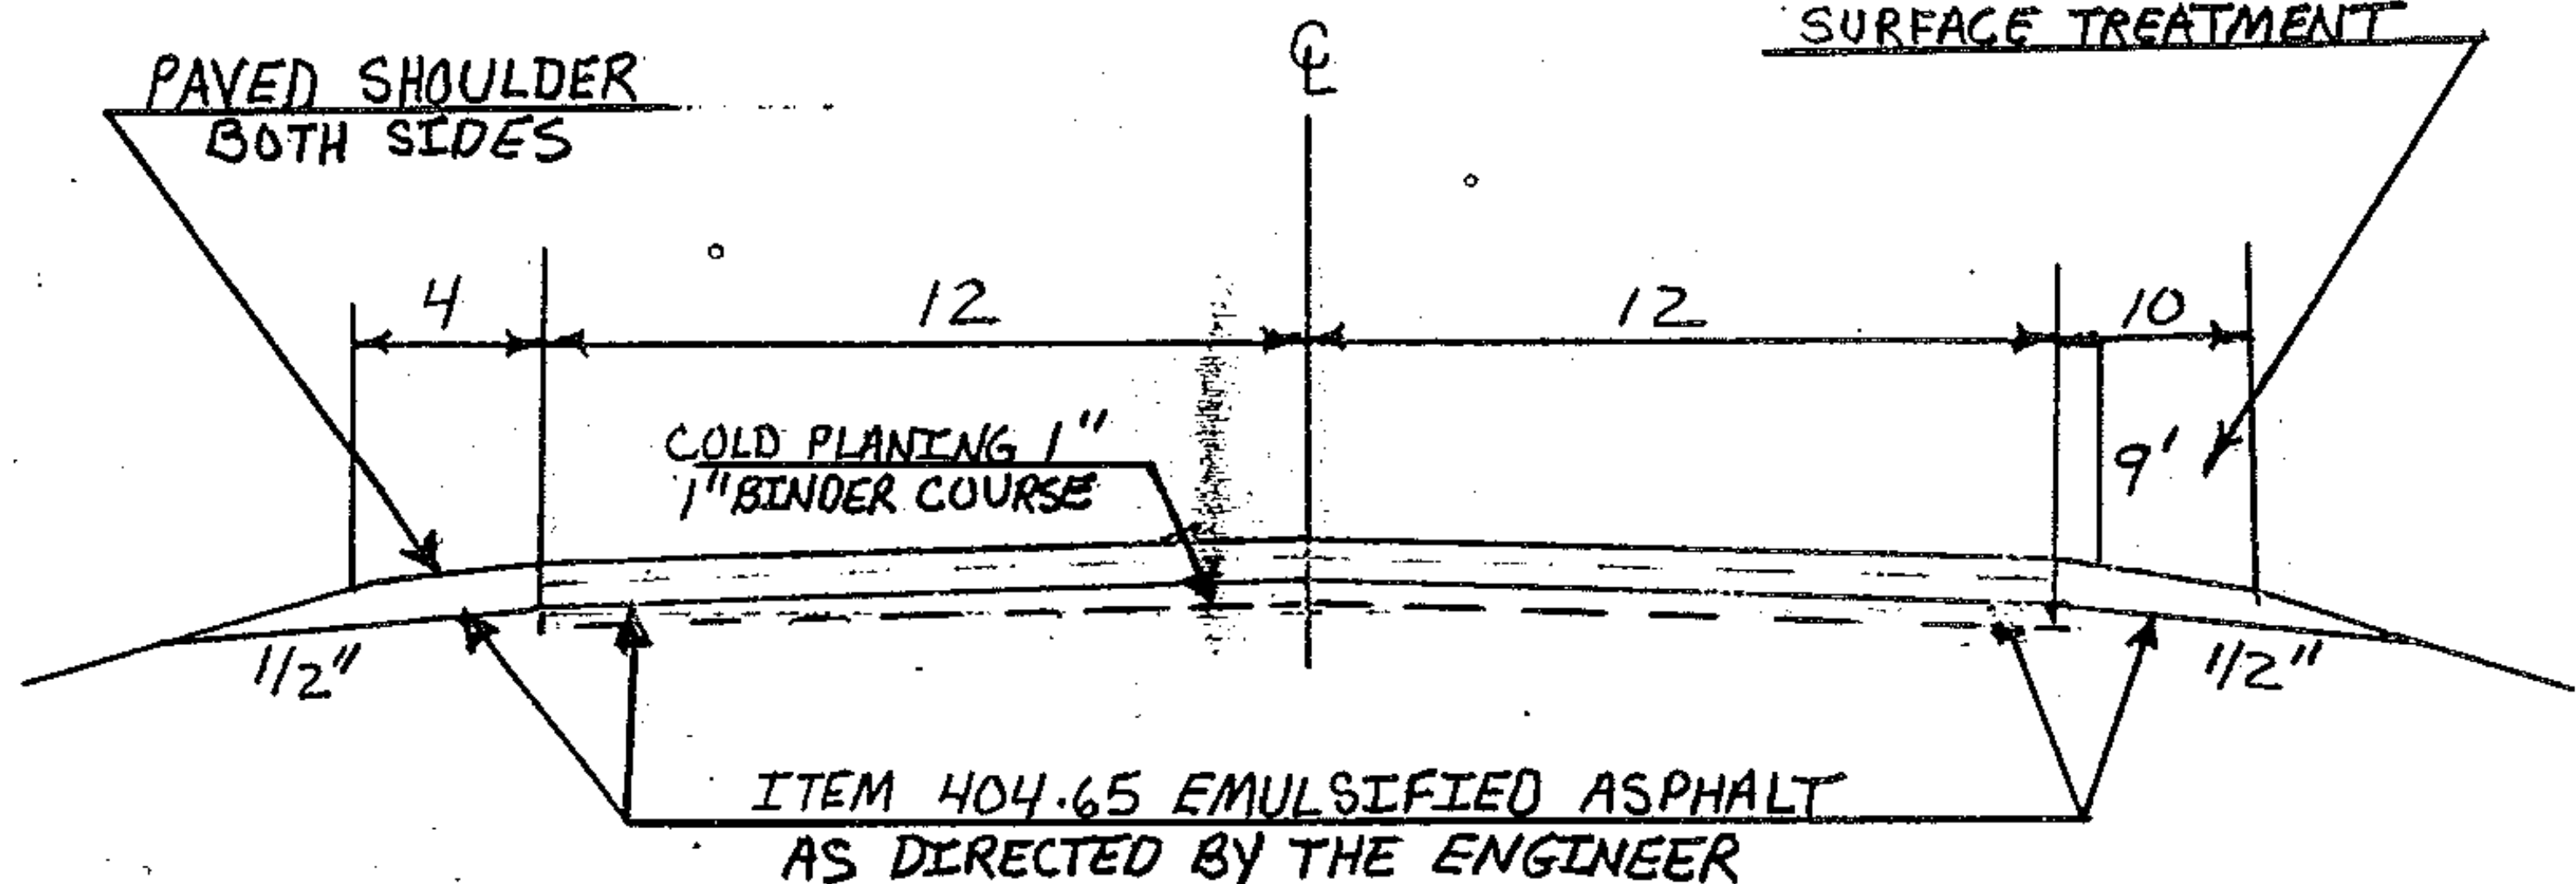 SURFACE TREATMENT
℄
PAVED SHOULDER
BOTH SIDES
4 12 12 10
COLD PLANING 1"
1" BINDER COURSE
9'
1/2" 1/2"
ITEM 404.65 EMULSIFIED ASPHALT
AS DIRECTED BY THE ENGINEER